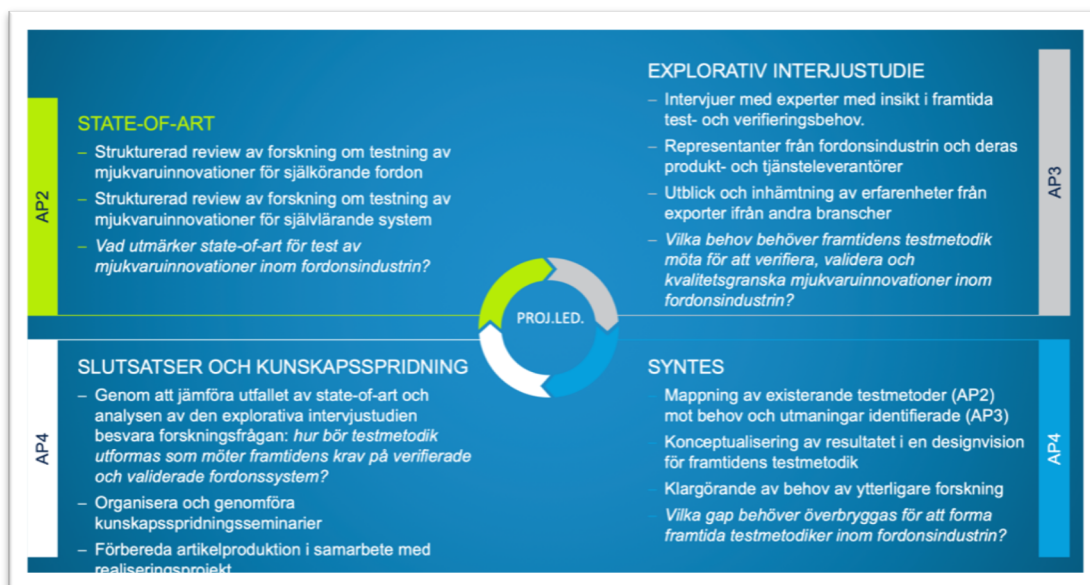 AP2
STATE-OF-ART
– Strukturerad review av forskning om testning av
mjukvaruinnovationer för själkörande fordon
– Strukturerad review av forskning om testning av
mjukvaruinnovationer för självlärande system
– Vad utmärker state-of-art för test av
mjukvaruinnovationer inom fordonsindustrin?
EXPLORATIV INTERJUSTUDIE
– Intervjuer med experter med insikt i framtida
test- och verifieringsbehov.
– Representanter från fordonsindustrin och deras
produkt- och tjänsteleverantörer
– Utblick och inhämtning av erfarenheter från
exporter ifrån andra branscher
– Vilka behov behöver framtidens testmetodik
möta för att verifiera, validera och
kvalitetsgranska mjukvaruinnovationer inom
fordonsindustrin?
AP3
PROJ.LED.
AP4
SLUTSATSER OCH KUNSKAPSSPRIDNING
– Genom att jämföra utfallet av state-of-art och
analysen av den explorativa intervjustudien
besvara forskningsfrågan: hur bör testmetodik
utformas som möter framtidens krav på verifierade
och validerade fordonssystem?
– Organisera och genomföra
kunskapsspridningsseminarier
– Förbereda artikelproduktion i samarbete med
realiseringsprojekt
SYNTES
– Mappning av existerande testmetoder (AP2)
mot behov och utmaningar identifierade (AP3)
– Konceptualisering av resultatet i en designvision
för framtidens testmetodik
– Klargörande av behov av ytterligare forskning
– Vilka gap behöver överbryggas för att forma
framtida testmetodiker inom fordonsindustrin?
AP4